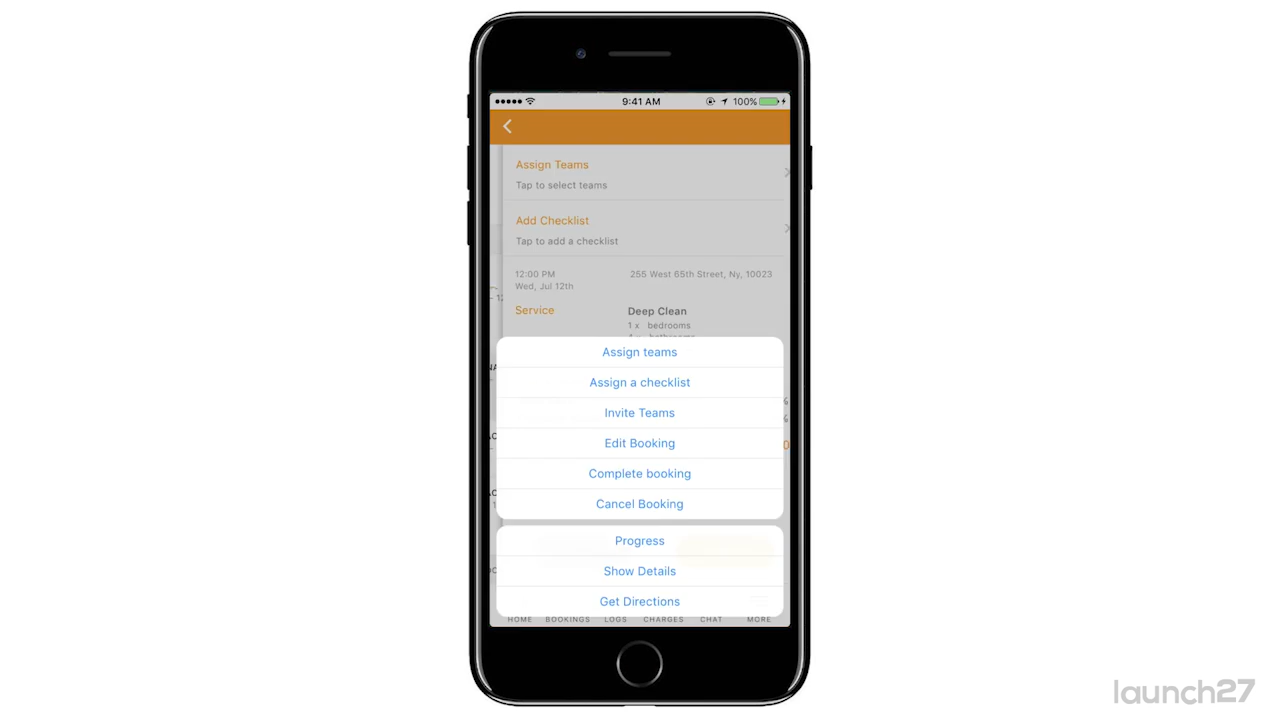 9:41 AM
100%
Assign Teams
Tap to select teams
Add Checklist
Tap to add a checklist
12:00 PM
255 West 65th Street, Ny, 10023
Wed, Jul 12th
Service
Deep Clean
1 x bedrooms
Assign teams
Assign a checklist
Invite Teams
Edit Booking
Complete booking
Cancel Booking
Progress
Show Details
Get Directions
HOME BOOKINGS LOGS CHARGES CHAT MORE
launch27